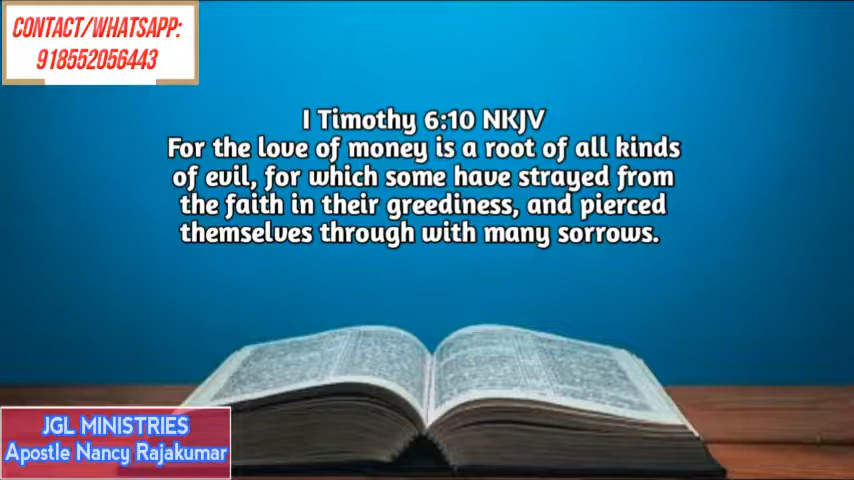 CONTACT/WHATSAPP:
918552056443
I Timothy 6:10 NKJV
For the love of money is a root of all kinds
of evil, for which some have strayed from
the faith in their greediness, and pierced
themselves through with many sorrows.
JGL MINISTRIES
Apostle Nancy Rajakumar